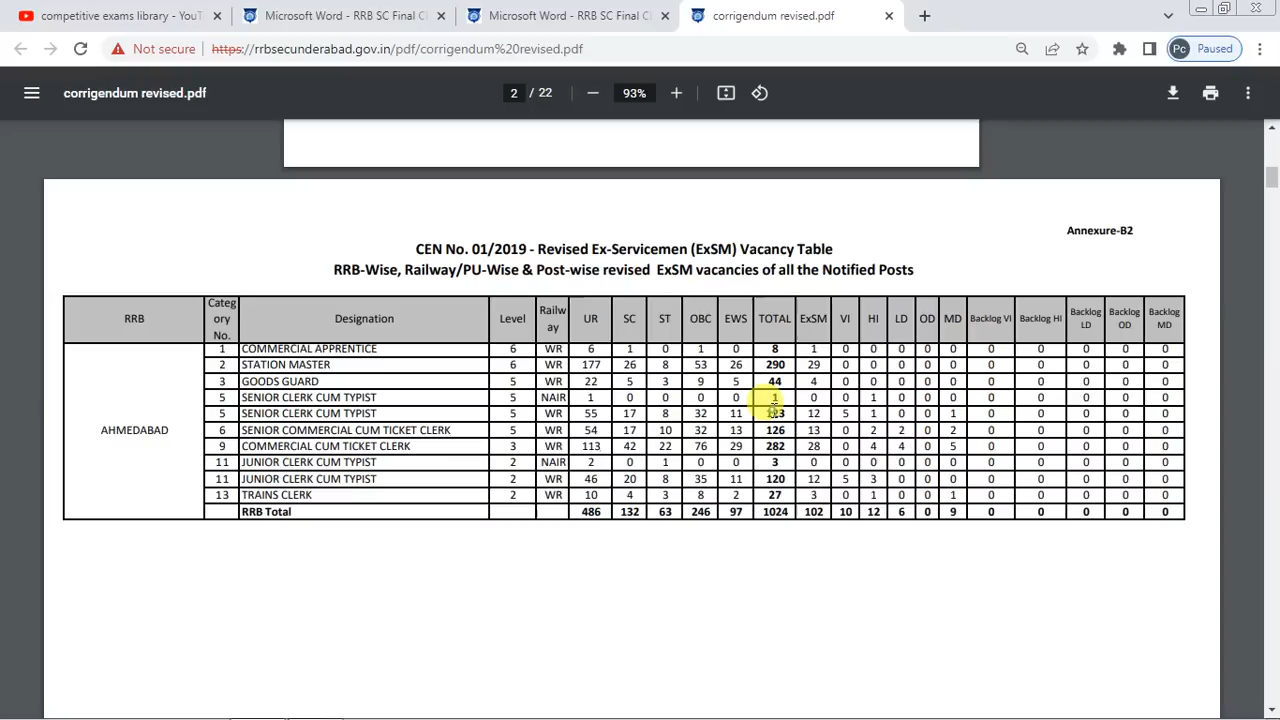 competitive exams library - YouT
Microsoft Word - RRB SC Final Cl
Microsoft Word - RRB SC Final Cl
corrigendum revised.pdf
Not secure https://rrbsecunderabad.gov.in/pdf/corrigendum%20revised.pdf Pc Paused
corrigendum revised.pdf 2 / 22 93%
Annexure-B2
CEN No. 01/2019 - Revised Ex-Servicemen (ExSM) Vacancy Table
RRB-Wise, Railway/PU-Wise & Post-wise revised ExSM vacancies of all the Notified Posts
RRB Category No. Designation Level Railway UR SC ST OBC EWS TOTAL ExSM VI HI LD OD MD Backlog VI Backlog HI Backlog LD Backlog OD Backlog MD
AHMEDABAD
1 COMMERCIAL APPRENTICE 6 WR 6 1 0 1 0 8 1 0 0 0 0 0 0 0 0 0 0
2 STATION MASTER 6 WR 177 26 8 53 26 290 29 0 0 0 0 0 0 0 0 0 0
3 GOODS GUARD 5 WR 22 5 3 9 5 44 4 0 0 0 0 0 0 0 0 0 0
5 SENIOR CLERK CUM TYPIST 5 NAIR 1 0 0 0 0 1 0 0 1 0 0 0 0 0 0 0 0
5 SENIOR CLERK CUM TYPIST 5 WR 55 17 8 32 11 12 5 1 0 0 1 0 0 0 0 0
6 SENIOR COMMERCIAL CUM TICKET CLERK 5 WR 54 17 10 32 13 126 13 0 2 2 0 2 0 0 0 0 0
9 COMMERCIAL CUM TICKET CLERK 3 WR 113 42 22 76 29 282 28 0 4 4 0 5 0 0 0 0 0
11 JUNIOR CLERK CUM TYPIST 2 NAIR 2 0 1 0 0 3 0 0 0 0 0 0 0 0 0 0 0
11 JUNIOR CLERK CUM TYPIST 2 WR 46 20 8 35 11 120 12 5 3 0 0 0 0 0 0 0 0
13 TRAINS CLERK 2 WR 10 4 3 8 2 27 3 0 1 0 0 1 0 0 0 0 0
RRB Total 486 132 63 246 97 1024 102 10 12 6 0 9 0 0 0 0 0